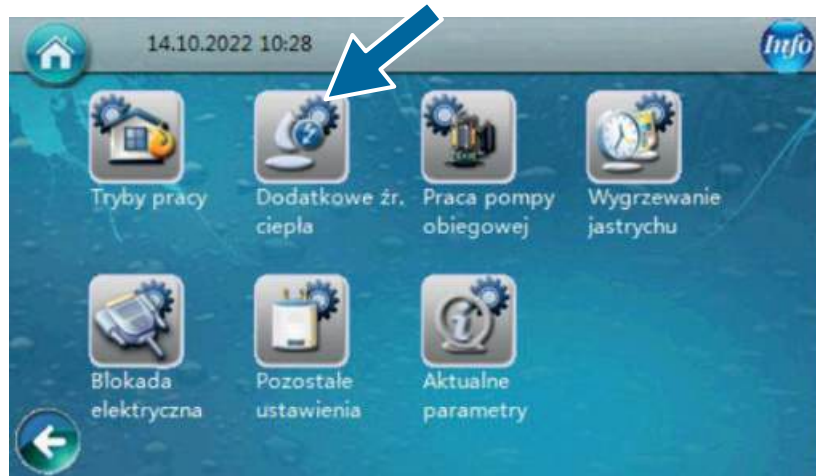 14.10.2022 10:28
Info
Tryby pracy
Dodatkowe źr.
ciepła
Praca pompy
obiegowej
Wygrzewanie
jastrychu
Blokada
elektryczna
Pozostałe
ustawienia
Aktualne
parametry